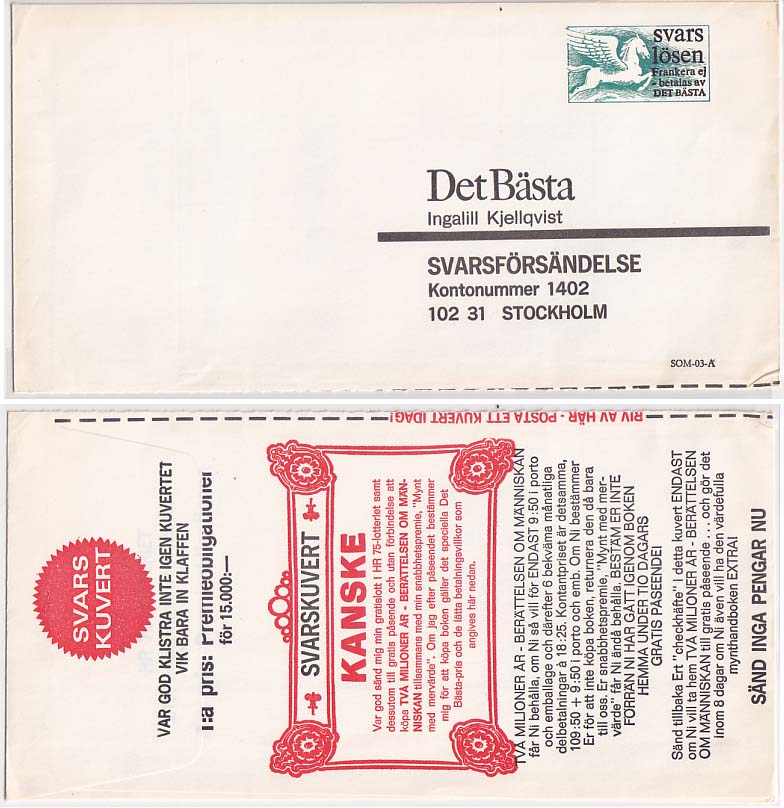 svars
lösen
Frankera ej
- betalas av
DET BÄSTA
Det Bästa
Ingalill Kjellqvist
SVARSFÖRSÄNDELSE
Kontonummer 1402
102 31 STOCKHOLM
SOM-03-A
RIV AV HÄR - POSTA ETT KUVERT IDAG!
SVARS
KUVERT
VAR GOD KLISTRA INTE IGEN KUVERTET
VIK BARA IN KLAFFEN
1:a pris: Premieobligationer
för 15.000:—
SVARSKUVERT
KANSKE
Var god sänd mig min gratislott i HR 75-lotteriet samt
dessutom till gratis påseende och utan förbindelse att
köpa TVÅ MILJONER ÅR - BERÄTTELSEN OM MÄN-
NISKAN tillsammans med min snabbhetspremie, "Mynt
med mervärde". Om jag efter påseendet bestämmer
mig för att köpa boken gäller det speciella Det
Bästa-pris och de lätta betalningsvillkor som
angives här nedan.
TVÅ MILJONER ÅR - BERÄTTELSEN OM MÄNNISKAN
får Ni behålla, om Ni så vill för ENDAST 9:50 i porto
och emballage och därefter 6 bekväma månatliga
delbetalningar à 18:25. Kontantpriset är detsamma,
109:50 + 9:50 i porto och emb. Om Ni bestämmer
Er för att inte köpa boken, returnera den då bara
till oss. Er snabbhetspremie, "Mynt med mer-
värde" får Ni ändå behålla. BESTÄM ER INTE
FÖRRÄN NI HAR GÅTT IGENOM BOKEN
HEMMA UNDER TIO DAGARS
GRATIS PÅSEENDE!
Sänd tillbaka Ert "checkhäfte" i detta kuvert ENDAST
om Ni vill ta hem TVÅ MILJONER ÅR - BERÄTTELSEN
OM MÄNNISKAN till gratis påseende ... och gör det
inom 8 dagar om Ni även vill ha den värdefulla
mynthandboken EXTRA!
SÄND INGA PENGAR NU